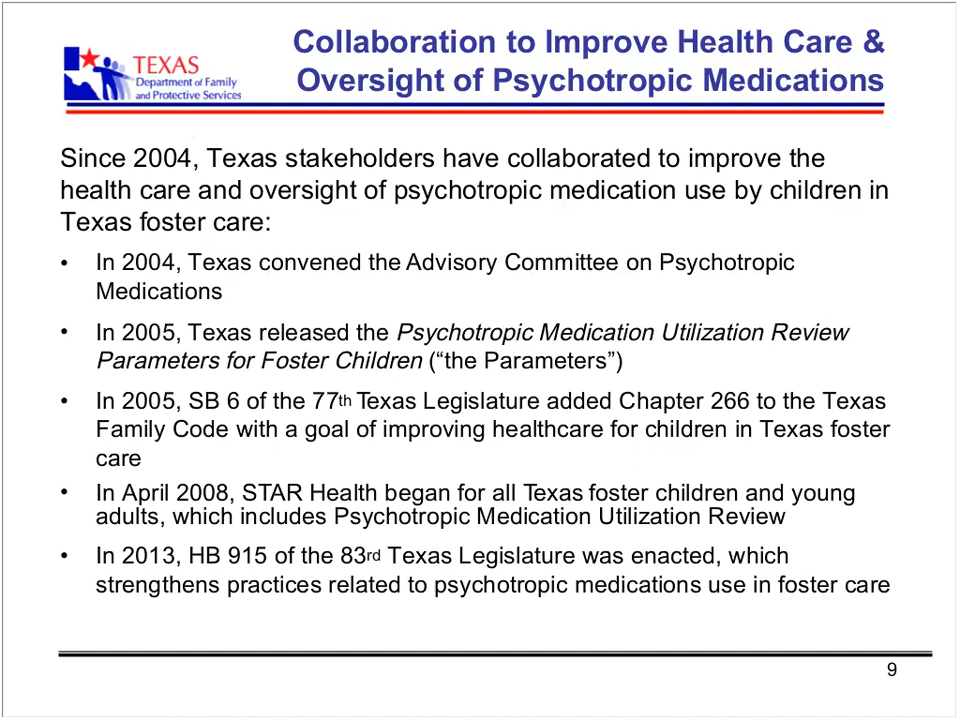 TEXAS
Department of Family
and Protective Services
Collaboration to Improve Health Care &
Oversight of Psychotropic Medications
Since 2004, Texas stakeholders have collaborated to improve the
health care and oversight of psychotropic medication use by children in
Texas foster care:
• In 2004, Texas convened the Advisory Committee on Psychotropic
Medications
• In 2005, Texas released the Psychotropic Medication Utilization Review
Parameters for Foster Children (“the Parameters”)
• In 2005, SB 6 of the 77th Texas Legislature added Chapter 266 to the Texas
Family Code with a goal of improving healthcare for children in Texas foster
care
• In April 2008, STAR Health began for all Texas foster children and young
adults, which includes Psychotropic Medication Utilization Review
• In 2013, HB 915 of the 83rd Texas Legislature was enacted, which
strengthens practices related to psychotropic medications use in foster care
9